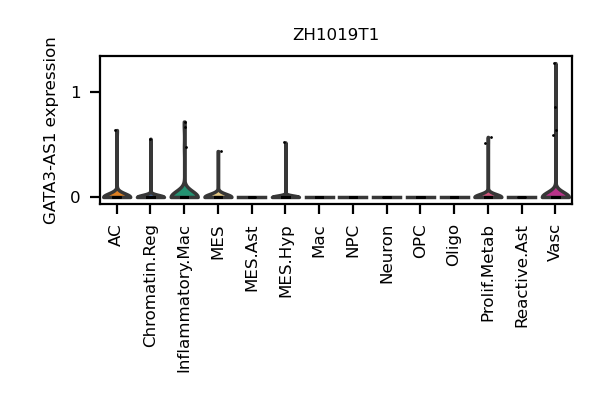 ZH1019T1
GATA3-AS1 expression
1
0
AC
Chromatin.Reg
Inflammatory.Mac
MES
MES.Ast
MES.Hyp
Mac
NPC
Neuron
OPC
Oligo
Prolif.Metab
Reactive.Ast
Vasc